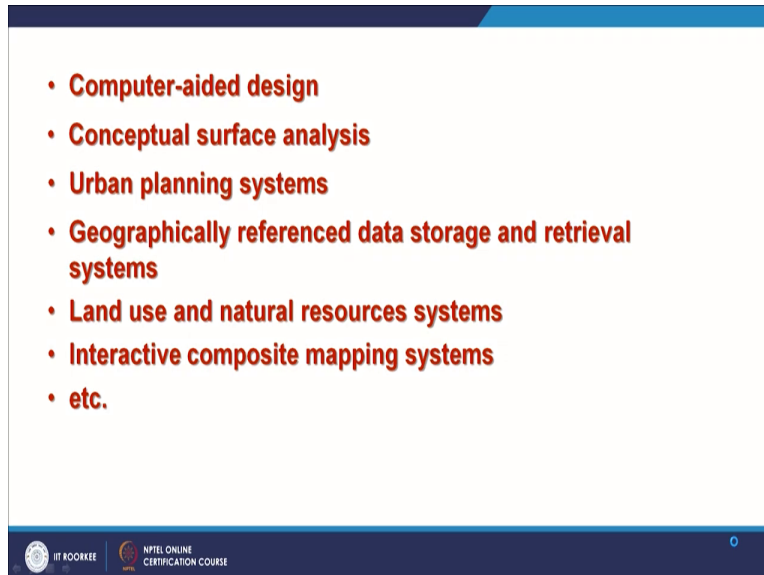 • Computer-aided design
• Conceptual surface analysis
• Urban planning systems
• Geographically referenced data storage and retrieval
systems
• Land use and natural resources systems
• Interactive composite mapping systems
• etc.
IIT ROORKEE
NPTEL ONLINE
CERTIFICATION COURSE
NPTEL